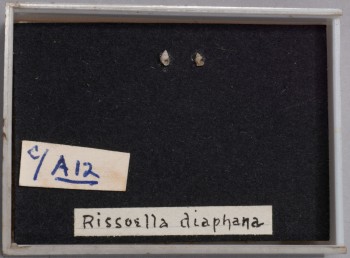 c/ A12
Rissoella diaphana